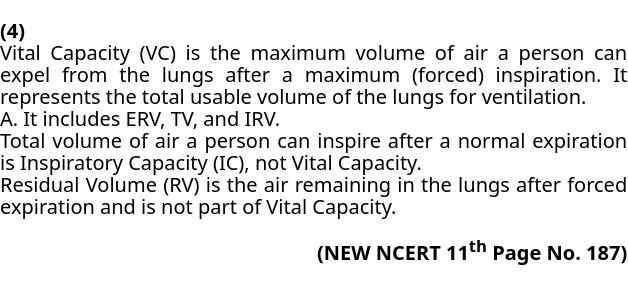 (4)
Vital Capacity (VC) is the maximum volume of air a person can
expel from the lungs after a maximum (forced) inspiration. It
represents the total usable volume of the lungs for ventilation.
A. It includes ERV, TV, and IRV.
Total volume of air a person can inspire after a normal expiration
is Inspiratory Capacity (IC), not Vital Capacity.
Residual Volume (RV) is the air remaining in the lungs after forced
expiration and is not part of Vital Capacity.
(NEW NCERT 11th Page No. 187)